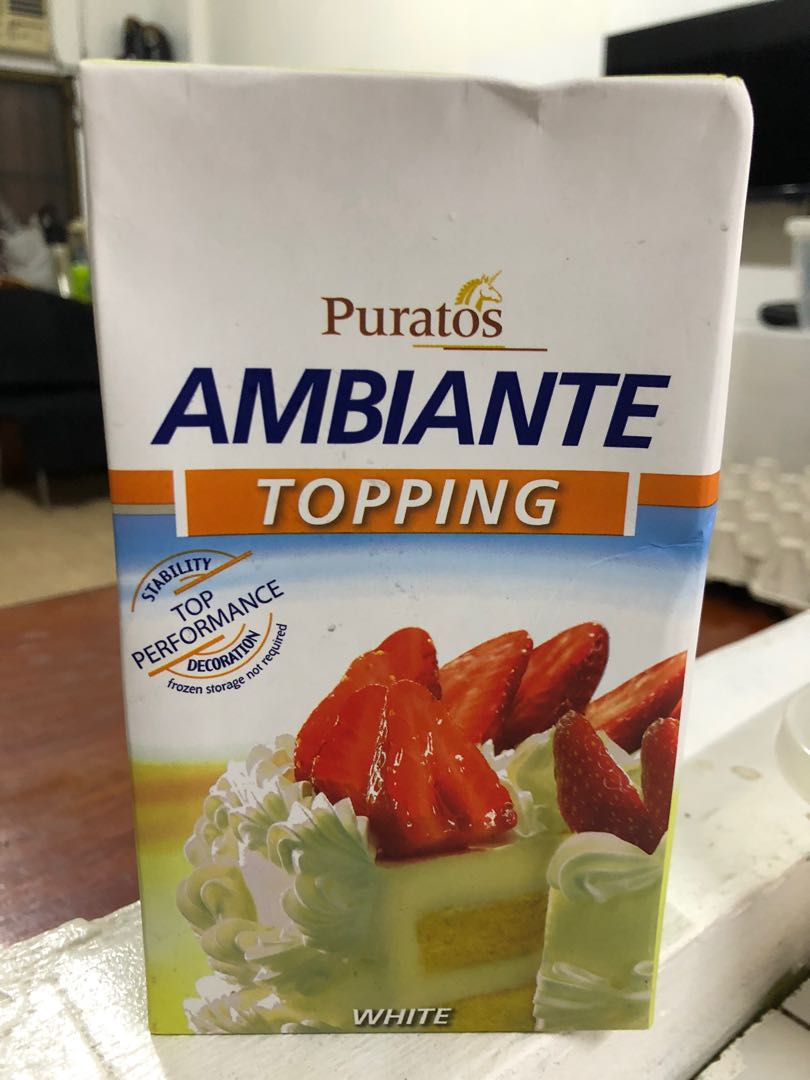 Puratos
AMBIANTE
TOPPING
STABILITY
TOP
PERFORMANCE
DECORATION
frozen storage not required
WHITE